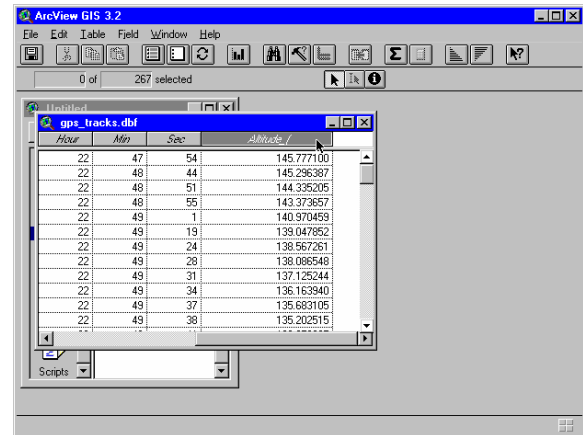 ArcView GIS 3.2
File Edit Table Field Window Help
0 of 267 selected
Untitled
gps_tracks.dbf
Hour Min Sec Altitude_(
22 47 54 145.777100
22 48 44 145.296387
22 48 51 144.335205
22 48 55 143.373657
22 49 1 140.970459
22 49 19 139.047852
22 49 24 138.567261
22 49 28 138.086548
22 49 31 137.125244
22 49 34 136.163940
22 49 37 135.683105
22 49 38 135.202515
Scripts